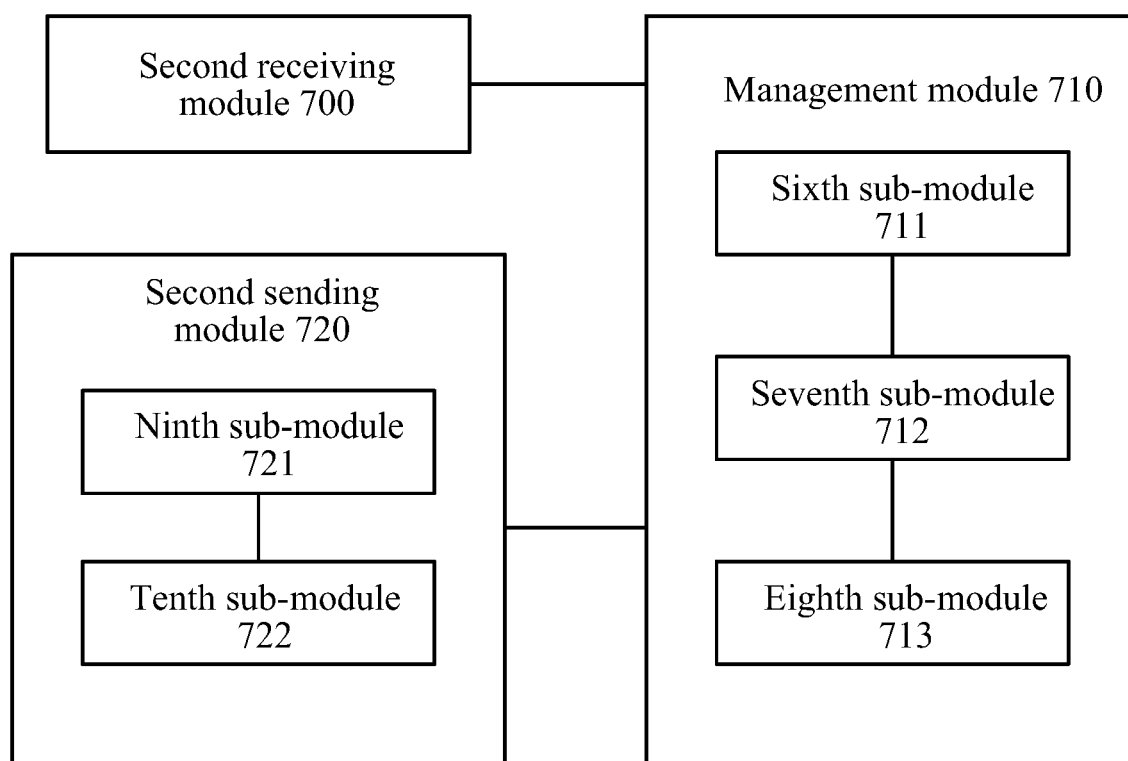 Second receiving
module 700
Management module 710
Sixth sub-module
711
Second sending
module 720
Seventh sub-module
712
Ninth sub-module
721
Tenth sub-module
722
Eighth sub-module
713